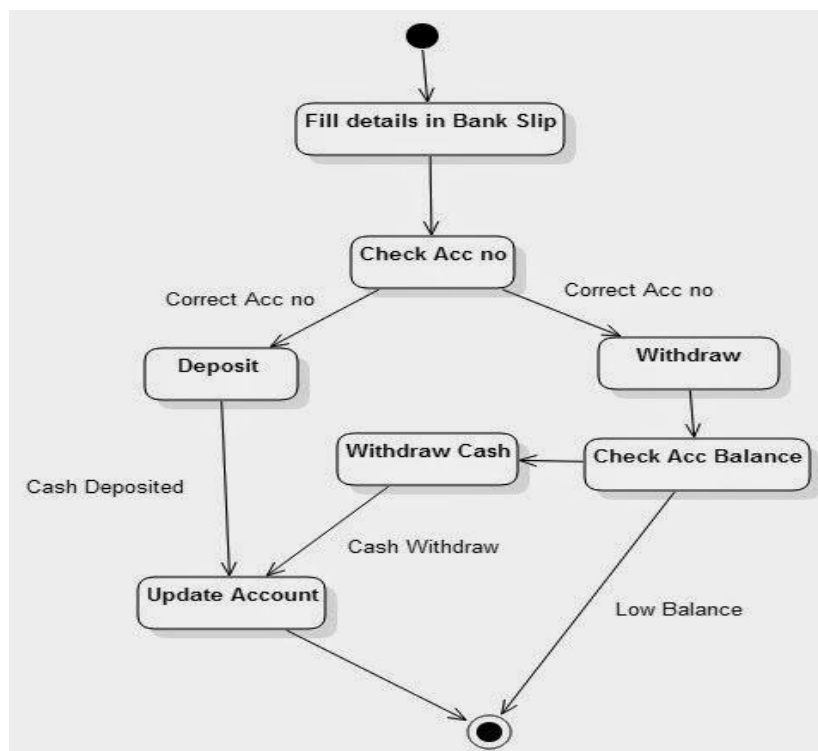 Fill details in Bank Slip
Check Acc no
Correct Acc no
Correct Acc no
Deposit
Withdraw
Withdraw Cash
Check Acc Balance
Cash Deposited
Cash Withdraw
Update Account
Low Balance